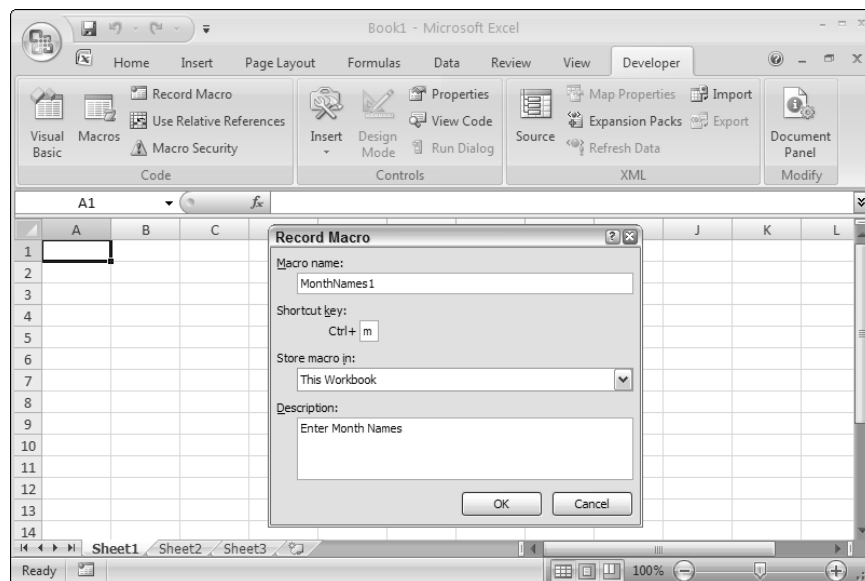 Book1 - Microsoft Excel
Home Insert Page Layout Formulas Data Review View Developer
Visual Basic
Macros
Record Macro
Use Relative References
Macro Security
Code
Insert
Design Mode
Properties
View Code
Run Dialog
Controls
Source
Map Properties
Expansion Packs
Refresh Data
Import
Export
XML
Document Panel
Modify
A1 fx
A B C J K L
1
2
3
4
5
6
7
8
9
10
11
12
13
14
Record Macro
Macro name:
MonthNames1
Shortcut key:
Ctrl+ m
Store macro in:
This Workbook
Description:
Enter Month Names
OK Cancel
Sheet1 Sheet2 Sheet3
Ready 100%